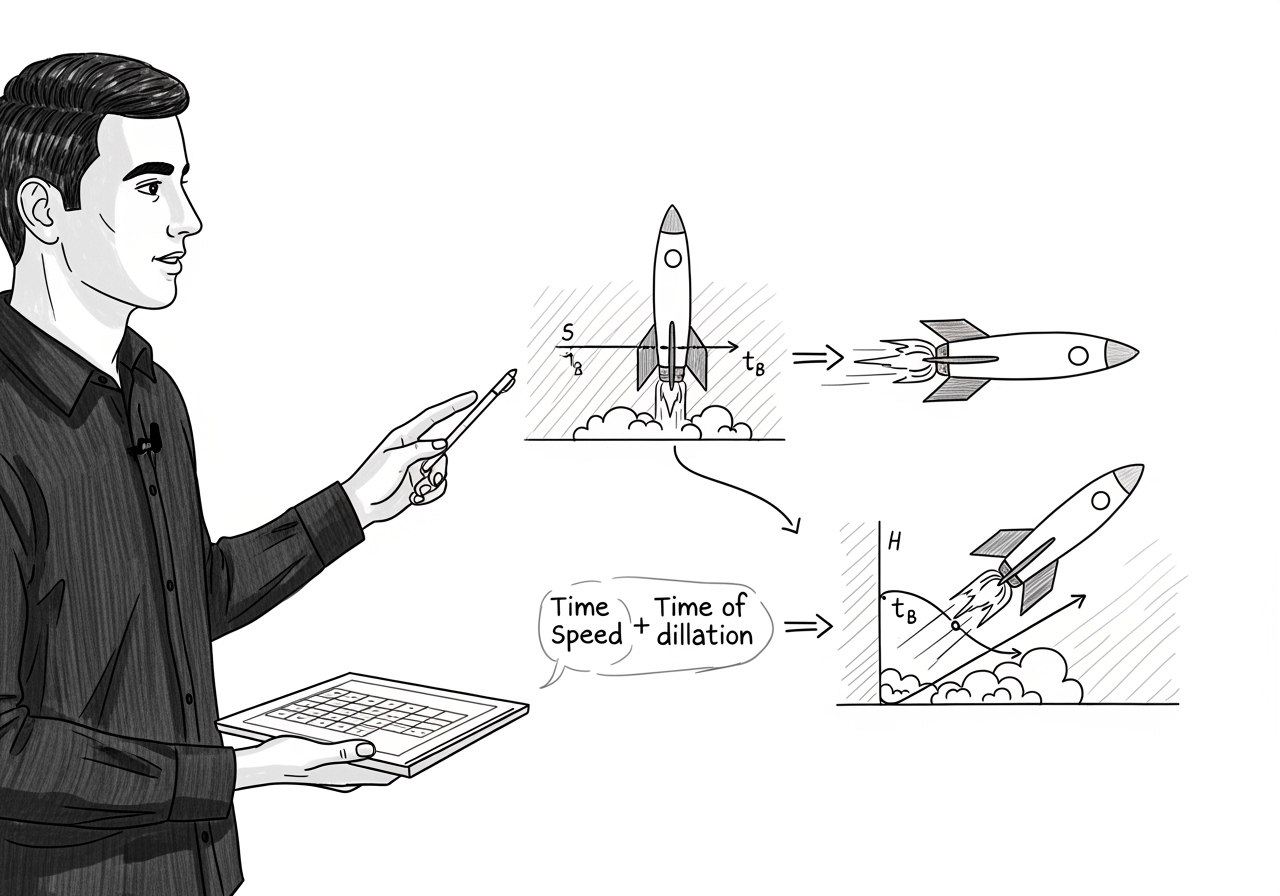 S
t_B
t_B
H
t_B
Time
Speed
+
Time of
dillation